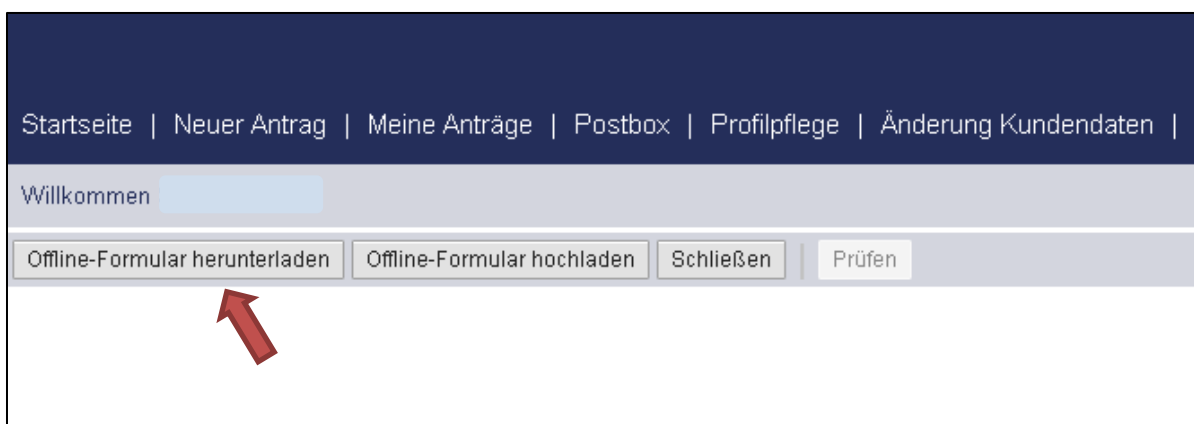 Startseite | Neuer Antrag | Meine Anträge | Postbox | Profilpflege | Änderung Kundendaten |
Willkommen
Offline-Formular herunterladen Offline-Formular hochladen Schließen Prüfen